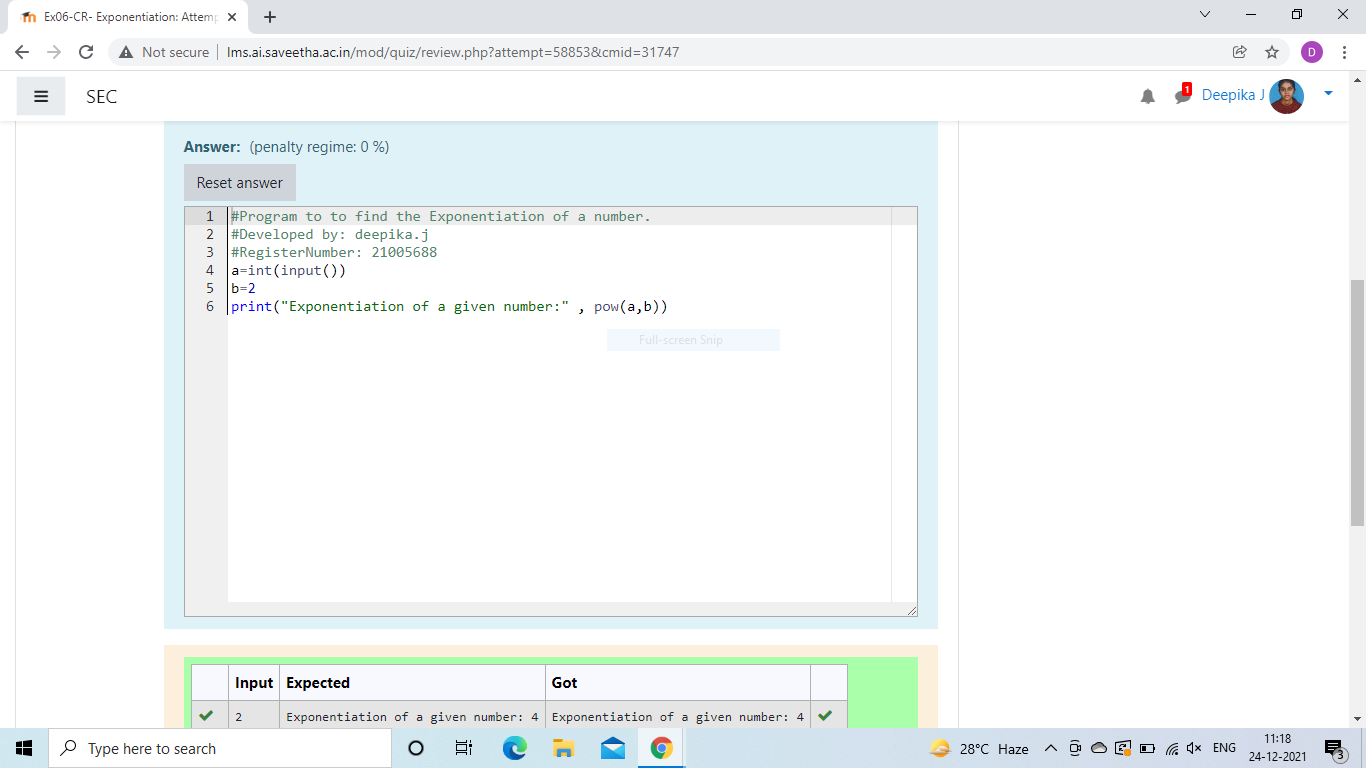 Ex06-CR- Exponentiation: Attemp
Not secure
lms.ai.saveetha.ac.in/mod/quiz/review.php?attempt=58853&cmid=31747
D
SEC
1
Deepika J
Answer: (penalty regime: 0 %)
Reset answer
1 #Program to to find the Exponentiation of a number.
2 #Developed by: deepika.j
3 #RegisterNumber: 21005688
4 a=int(input())
5 b=2
6 print("Exponentiation of a given number:" , pow(a,b))
Full-screen Snip
Input Expected Got
2 Exponentiation of a given number: 4 Exponentiation of a given number: 4
Type here to search
28°C Haze
ENG
11:18
24-12-2021
3